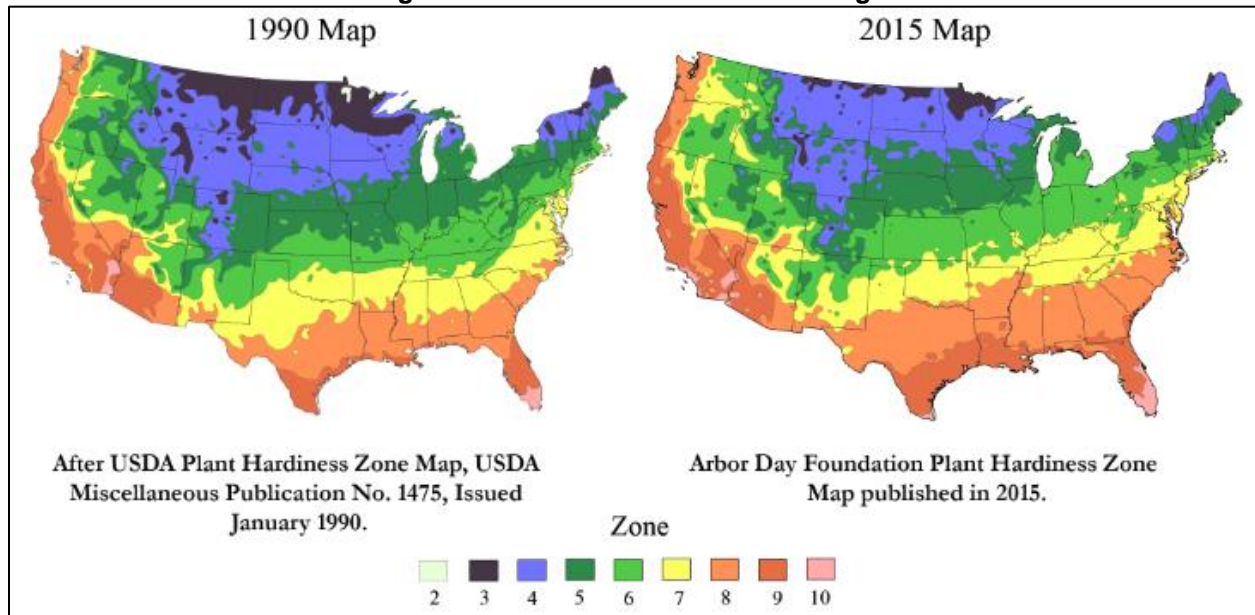 1990 Map
2015 Map
After USDA Plant Hardiness Zone Map, USDA
Miscellaneous Publication No. 1475, Issued
January 1990.
Arbor Day Foundation Plant Hardiness Zone
Map published in 2015.
Zone
2 3 4 5 6 7 8 9 10